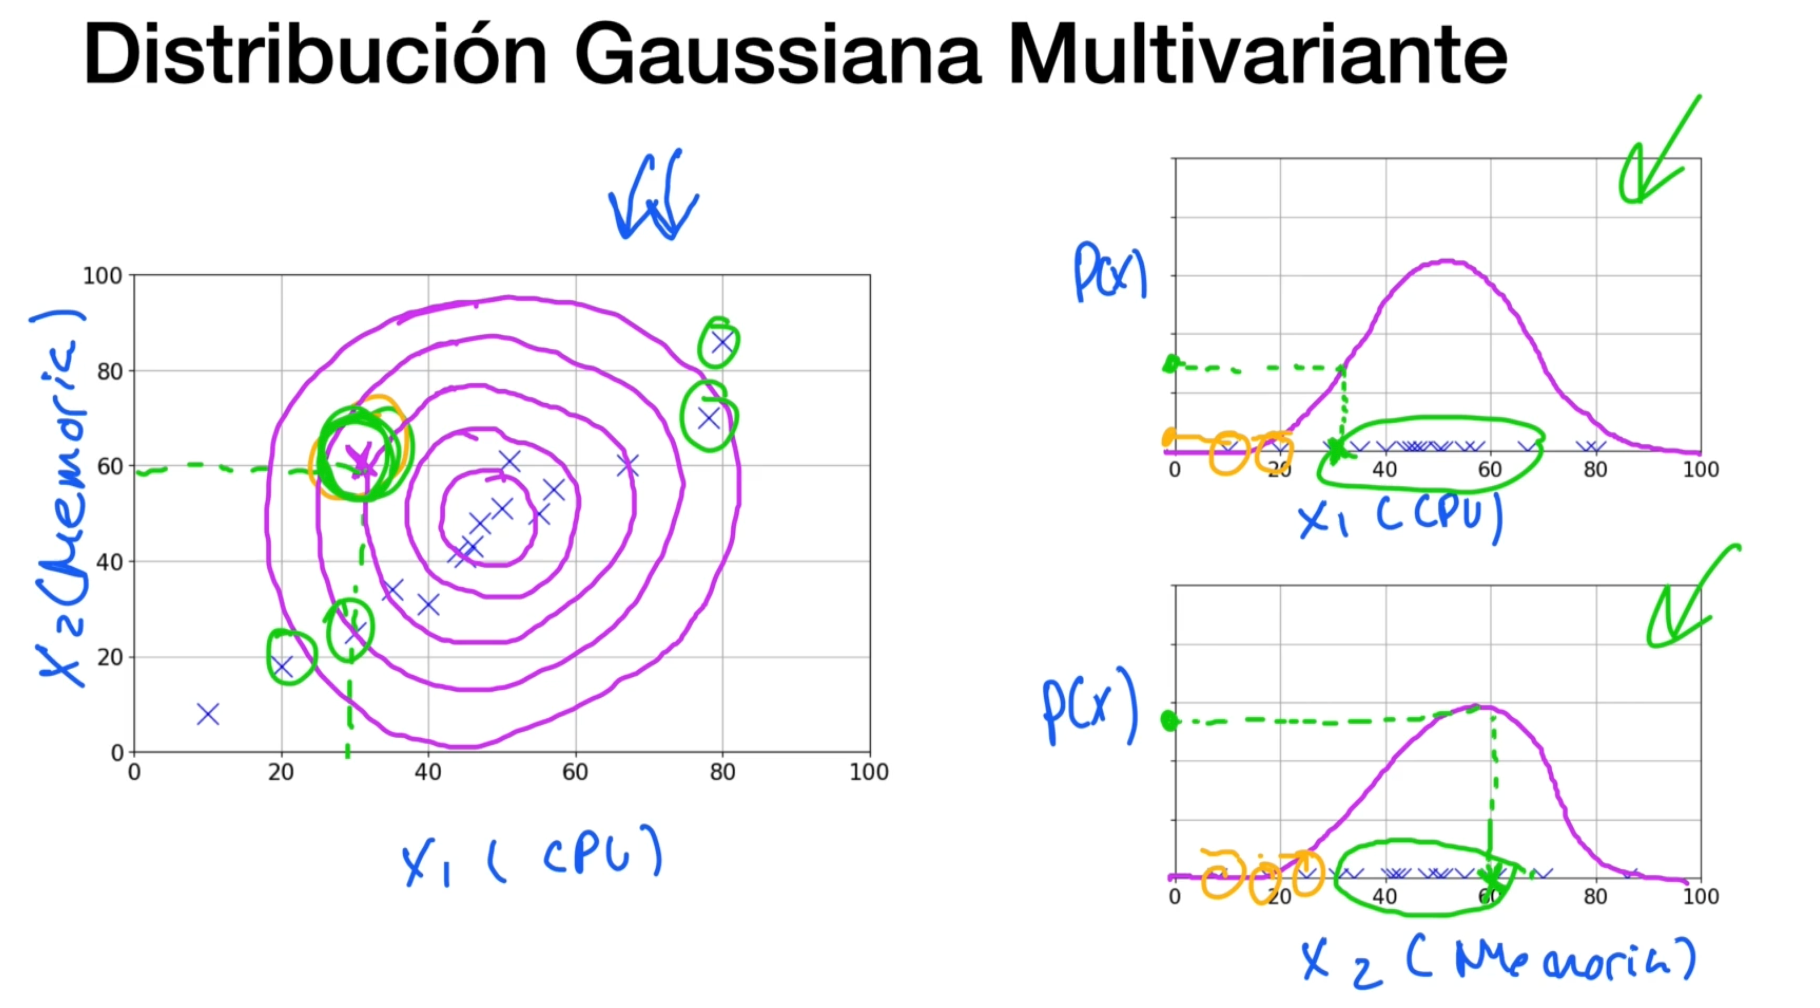 Distribución Gaussiana Multivariante
X2 (Memoria)
100
80
60
40
20
0
0 20 40 60 80 100
X1 (CPU)
P(X)
0 20 40 60 80 100
X1 (CPU)
P(X)
0 20 40 60 80 100
X2 (Memoria)